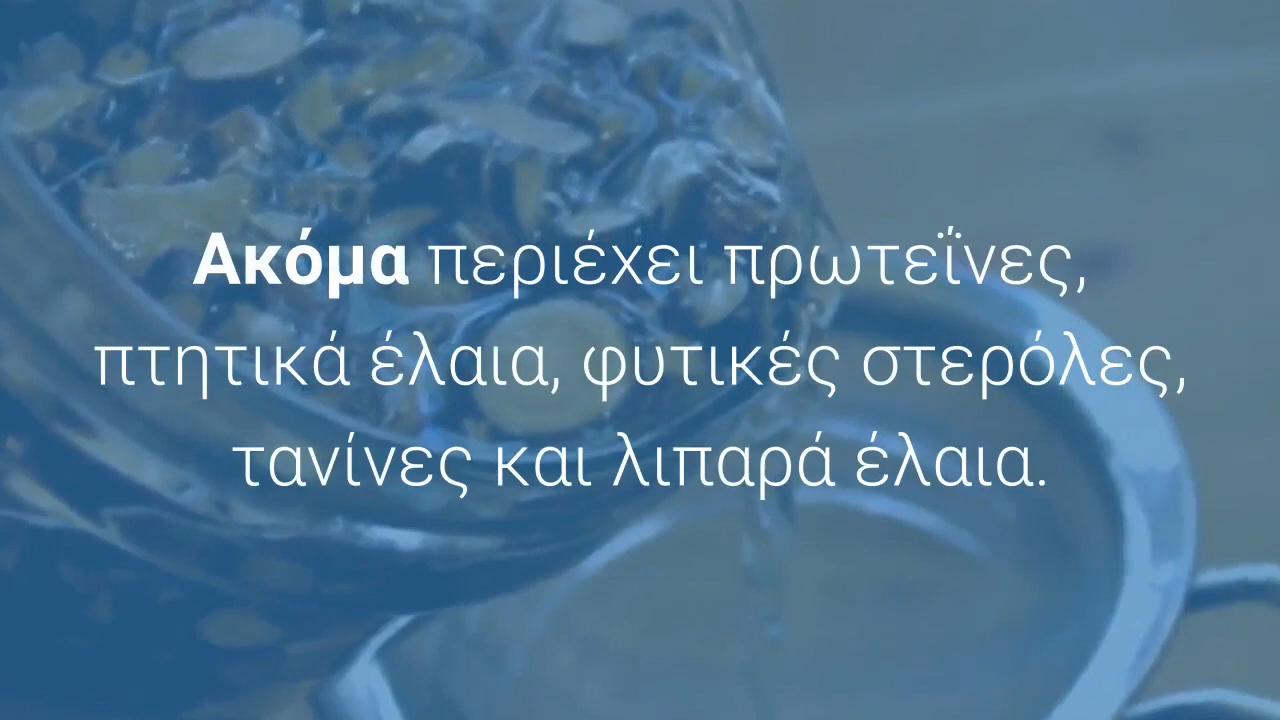 Ακόμα περιέχει πρωτεΐνες,
πτητικά έλαια, φυτικές στερόλες,
τανίνες και λιπαρά έλαια.